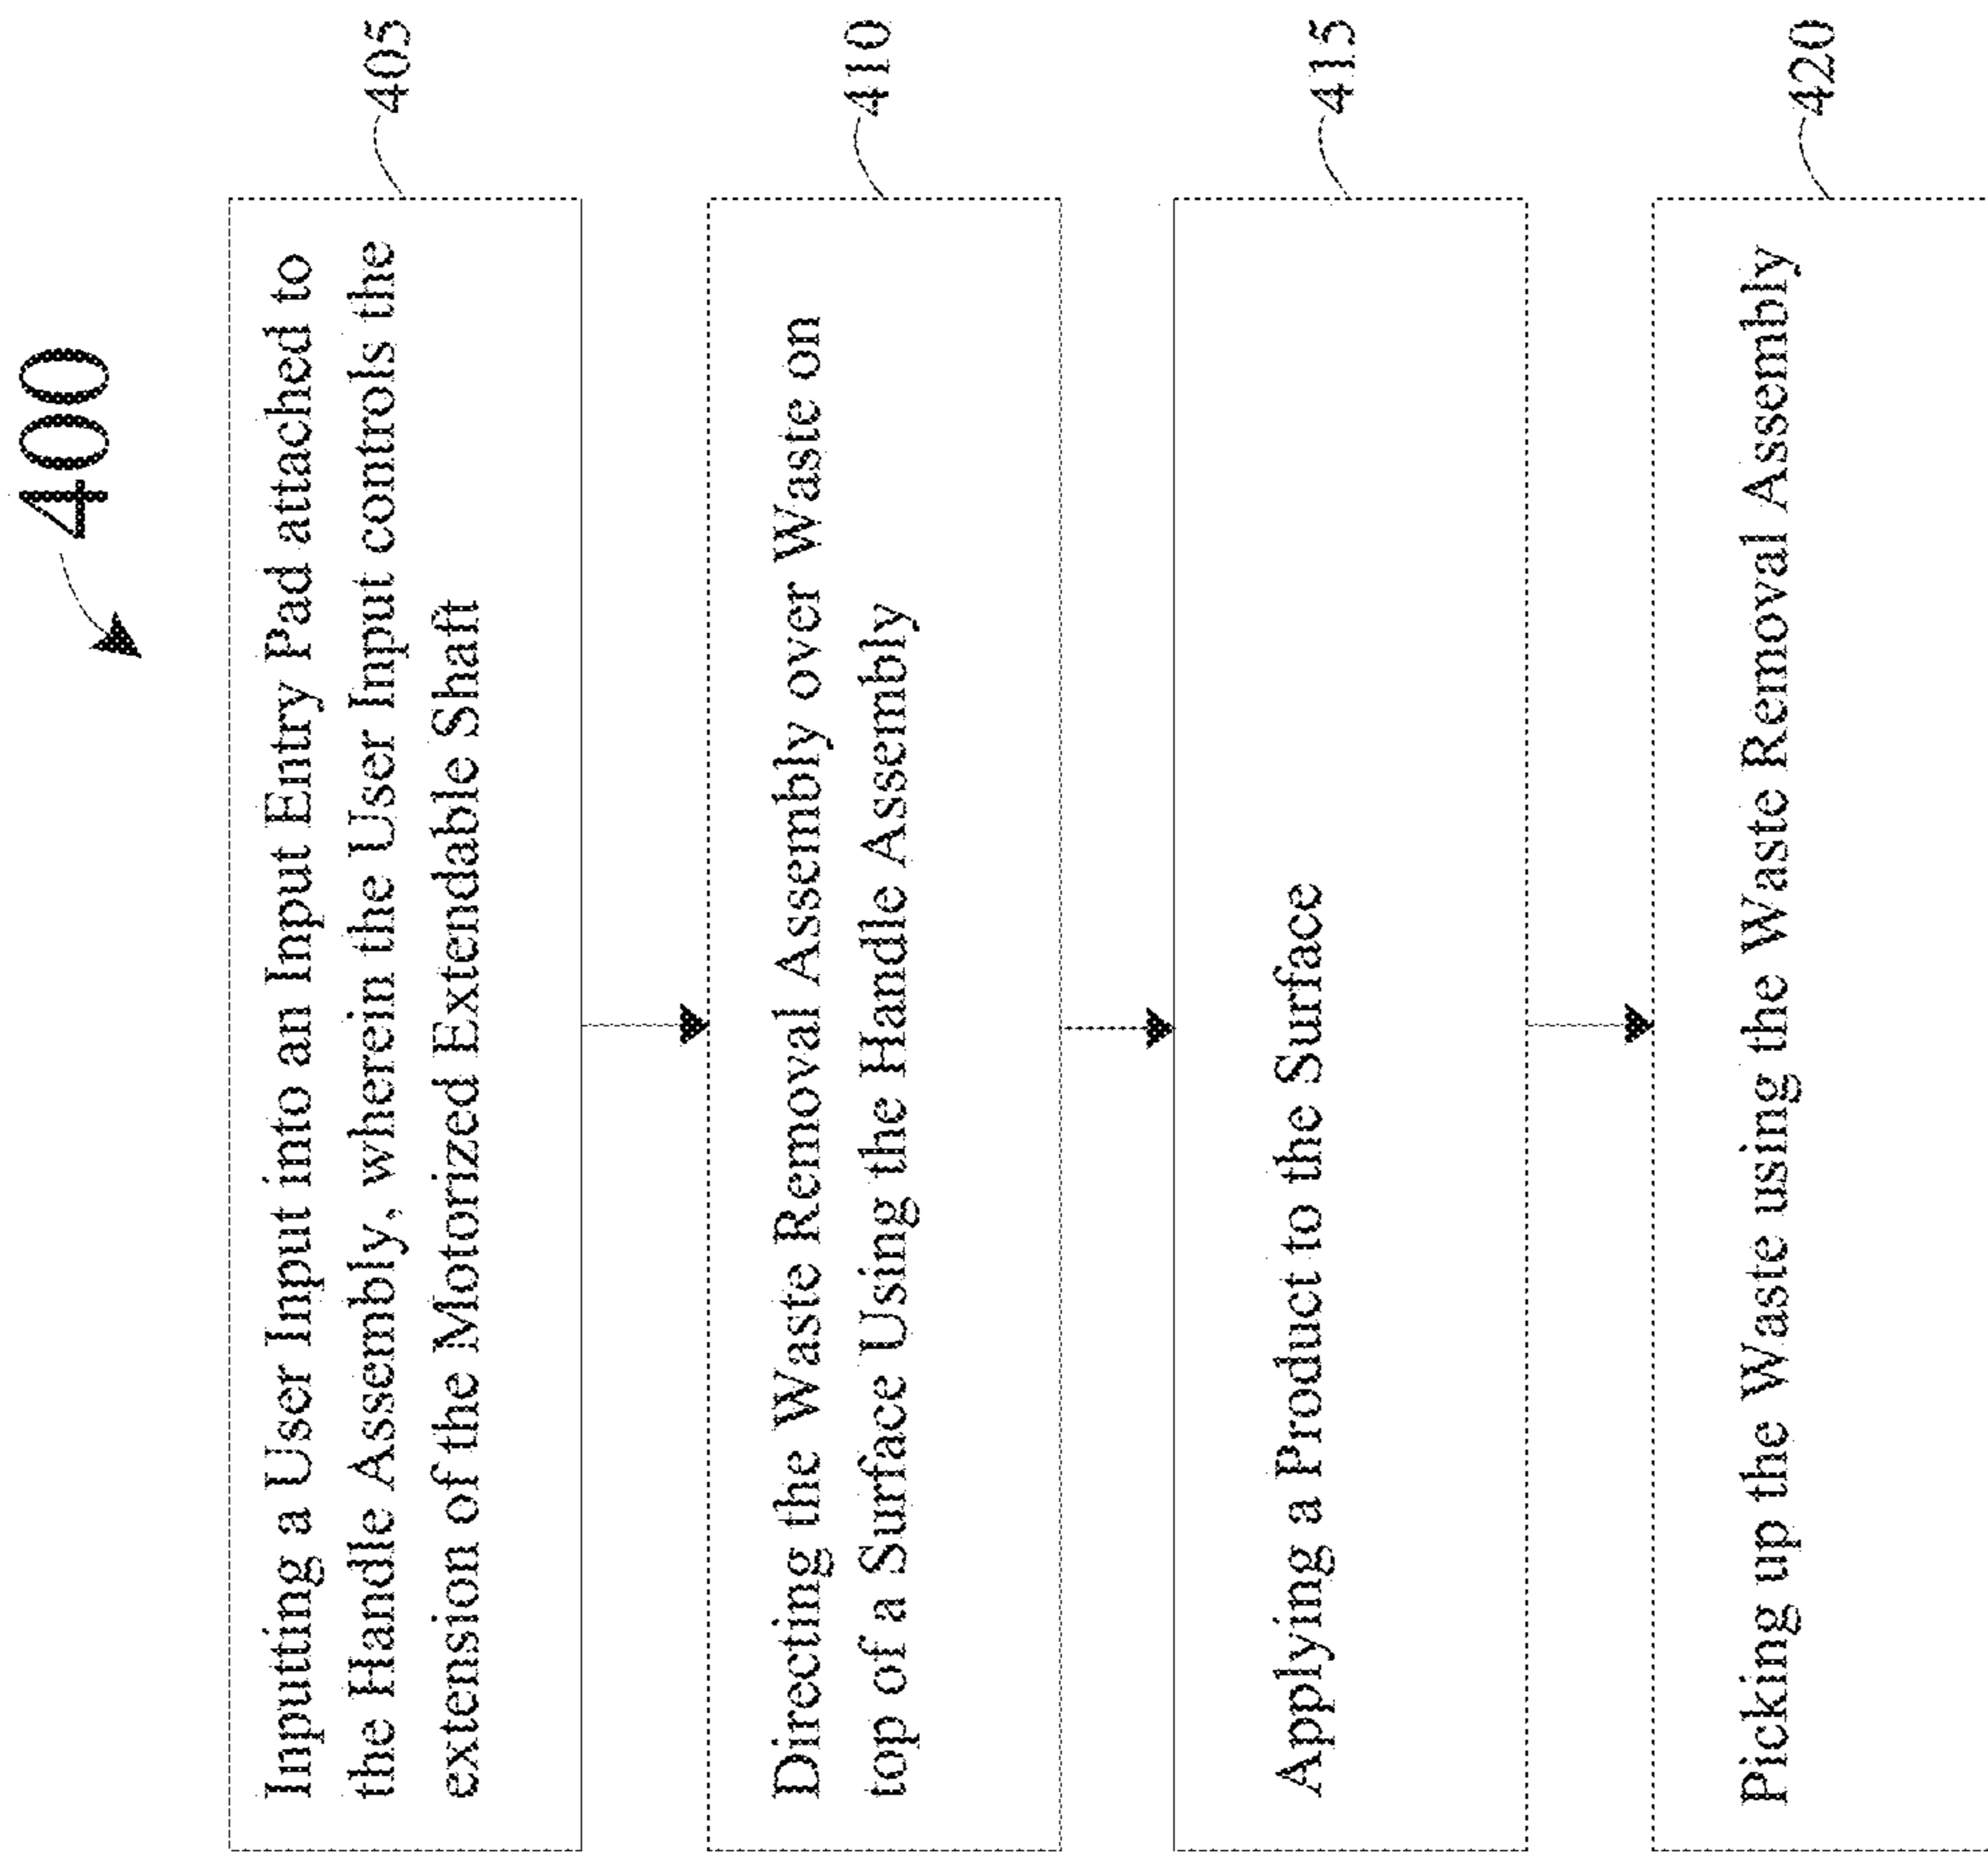 400
Inputting a User Input into an Input Entry Pad attached to
the Handle Assembly, wherein the User Input controls the
extension of the Motorized Extendable Shaft
405
Directing the Waste Removal Assembly over Waste on
top of a Surface Using the Handle Assembly
410
Applying a Product to the Surface
415
Picking up the Waste using the Waste Removal Assembly
420